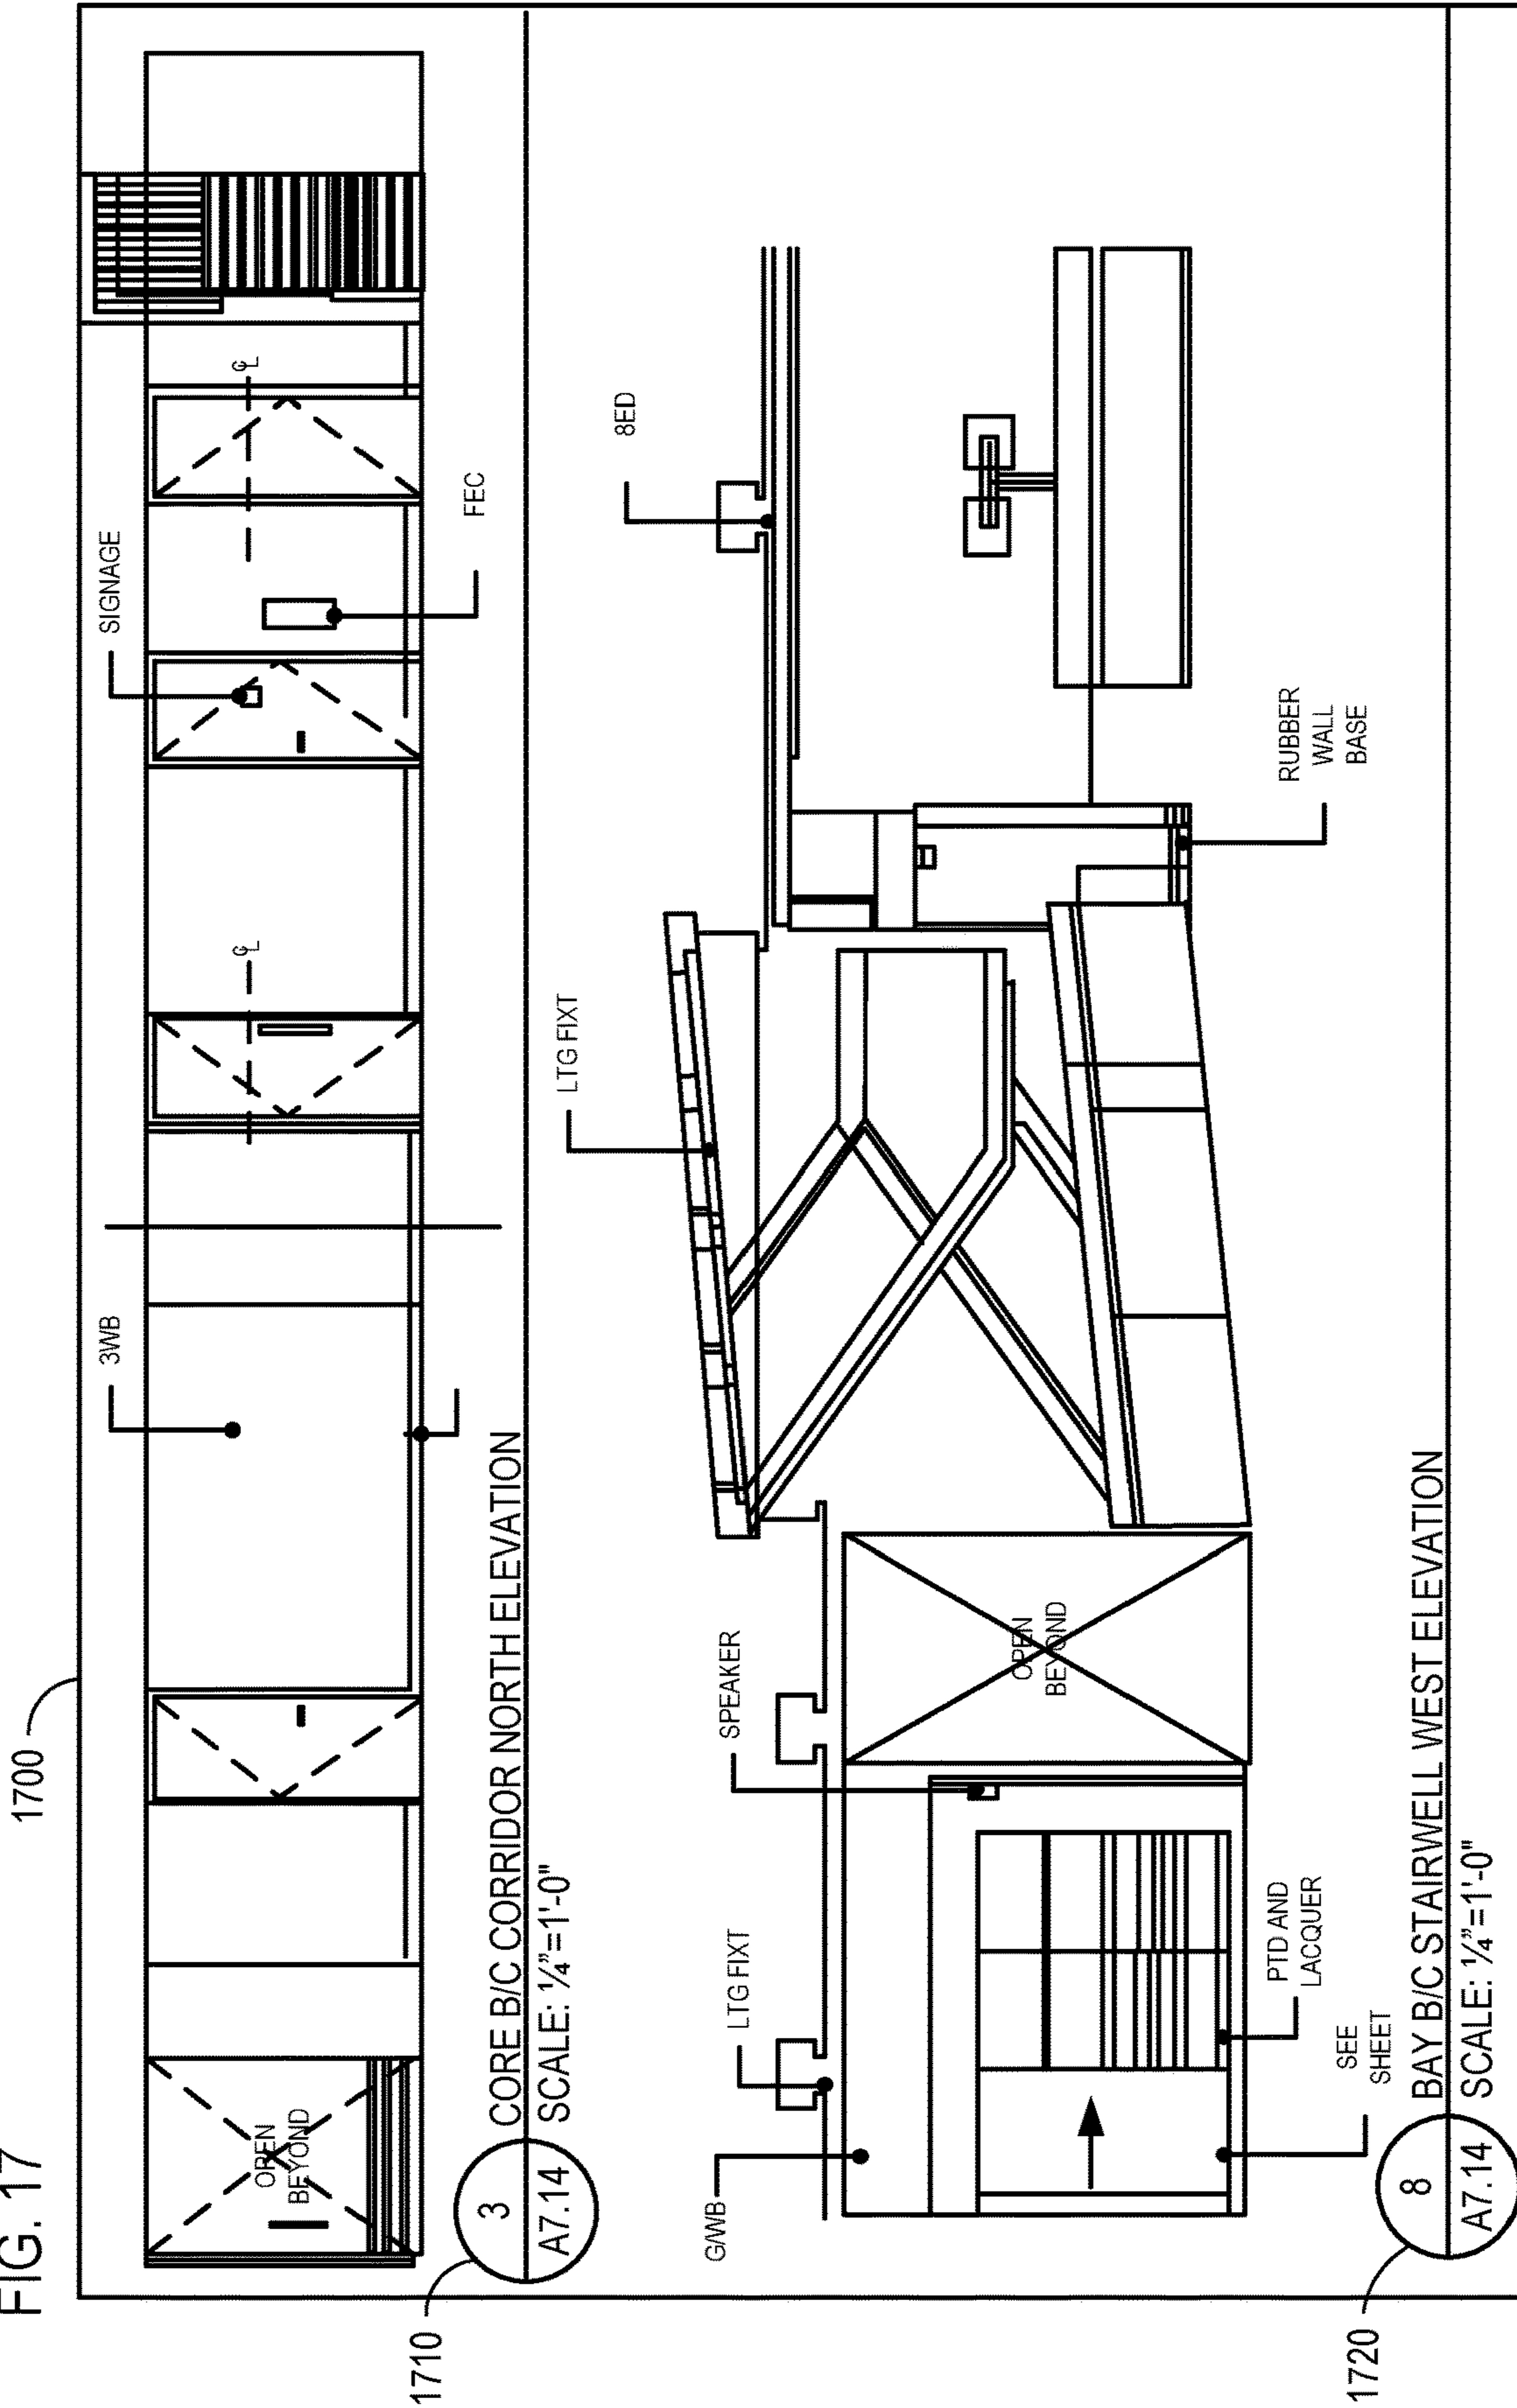 FIG. 17
1700
SIGNAGE
3WB
OPEN
BEYOND
℄
℄
FEC
1710
3
A7.14
CORE B/C CORRIDOR NORTH ELEVATION
SCALE: ¼"=1'-0"
8ED
LTG FIXT
SPEAKER
LTG FIXT
G/WB
OPEN
BEYOND
RUBBER
WALL
BASE
PTD AND
LACQUER
SEE
SHEET
1720
8
A7.14
BAY B/C STAIRWELL WEST ELEVATION
SCALE: ¼"=1'-0"